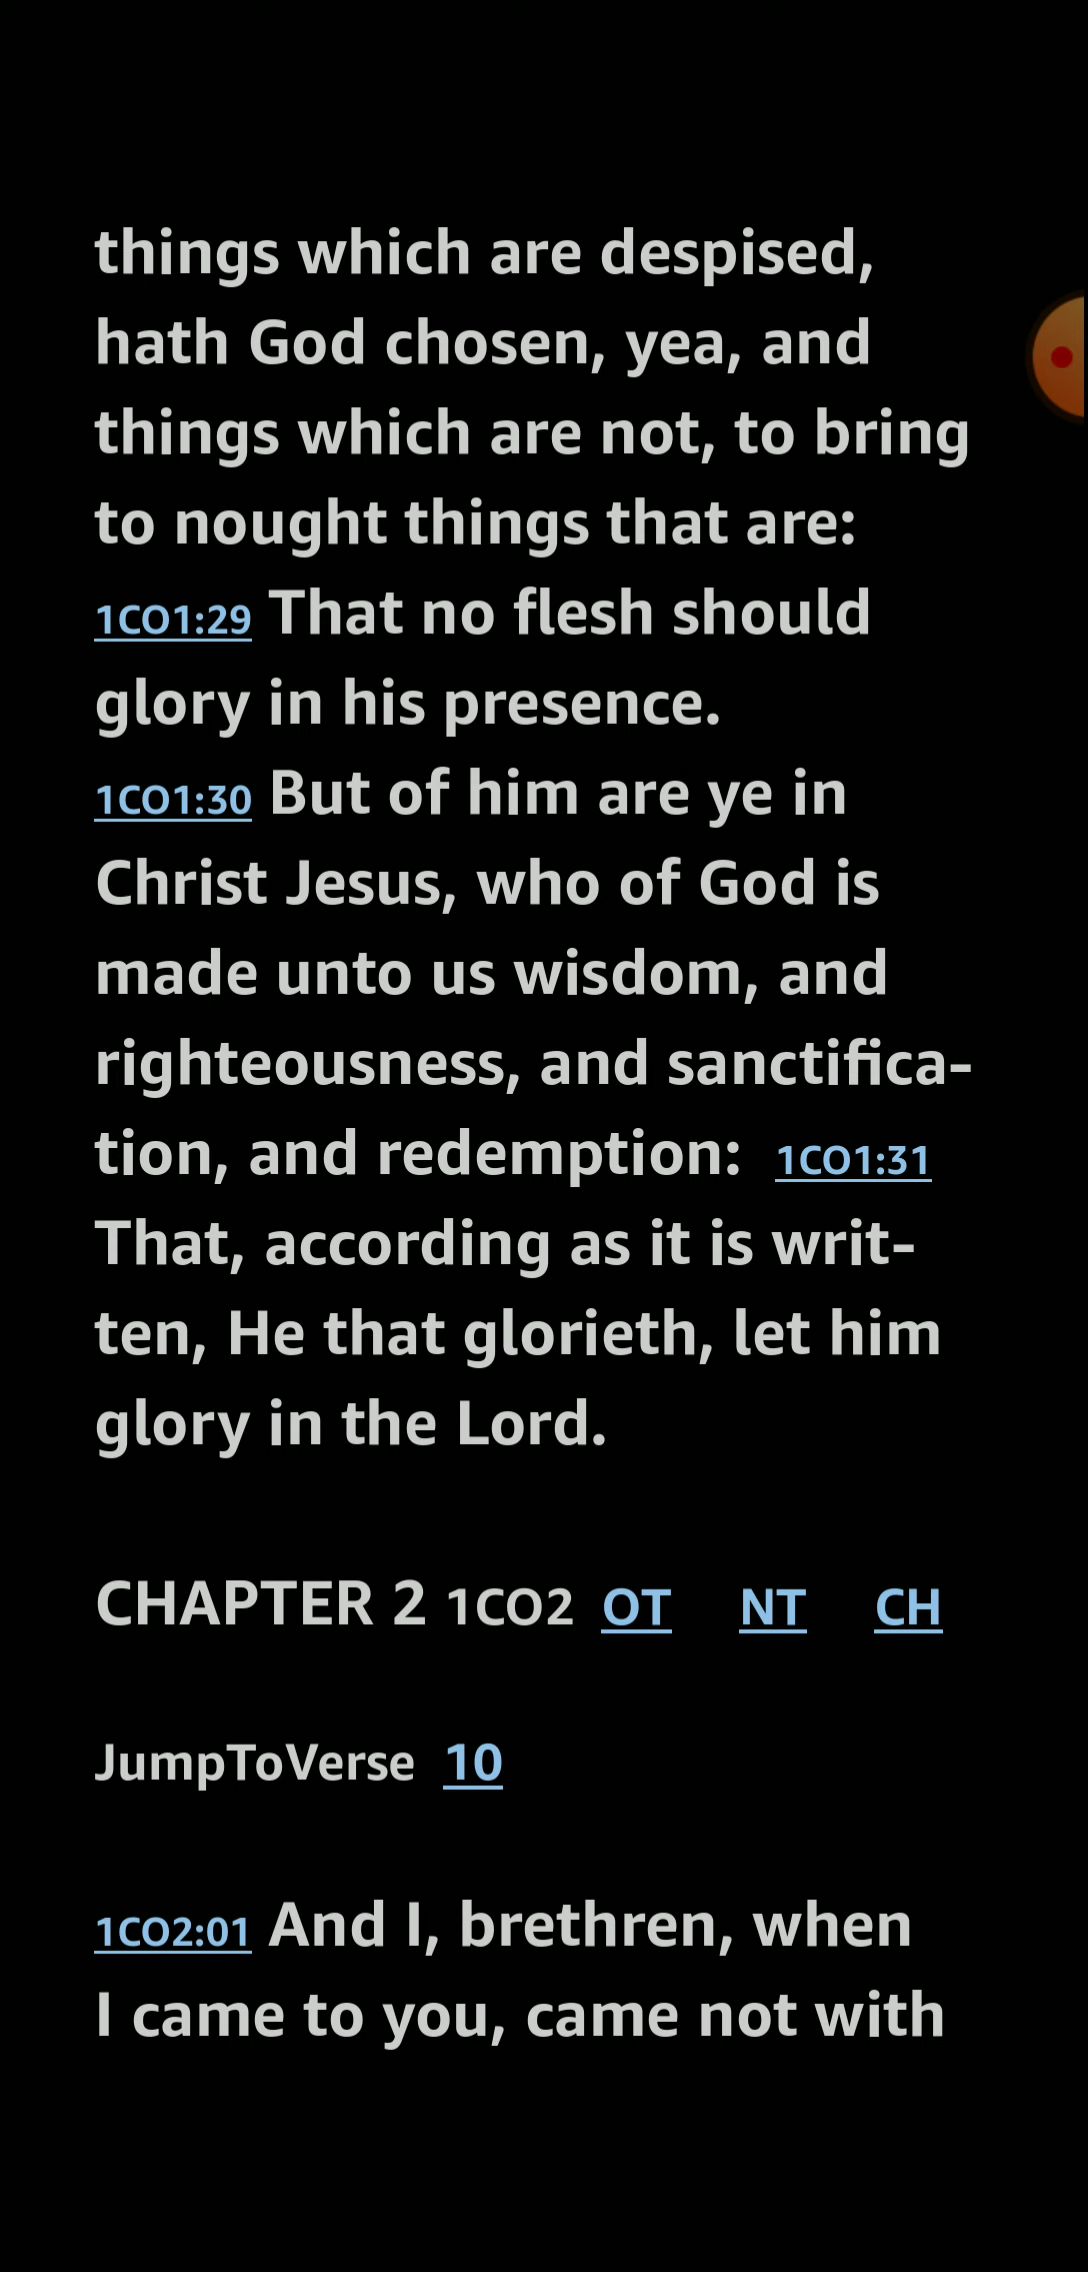 things which are despised,
hath God chosen, yea, and
things which are not, to bring
to nought things that are:
1CO1:29 That no flesh should
glory in his presence.
1CO1:30 But of him are ye in
Christ Jesus, who of God is
made unto us wisdom, and
righteousness, and sanctifica-
tion, and redemption: 1CO1:31
That, according as it is writ-
ten, He that glorieth, let him
glory in the Lord.
CHAPTER 2 1CO2 OT NT CH
JumpToVerse 10
1CO2:01 And I, brethren, when
I came to you, came not with